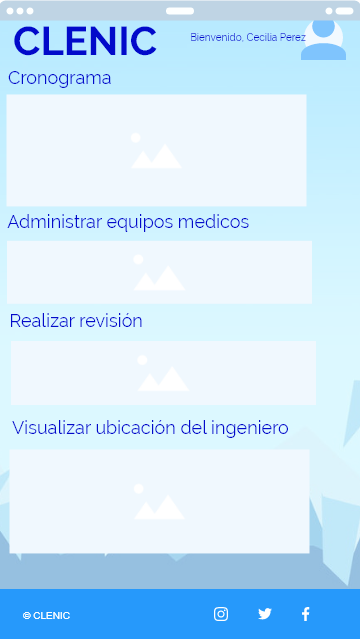 CLENIC
Bienvenido, Cecilia Perez
Cronograma
Administrar equipos medicos
Realizar revisión
Visualizar ubicación del ingeniero
© CLENIC